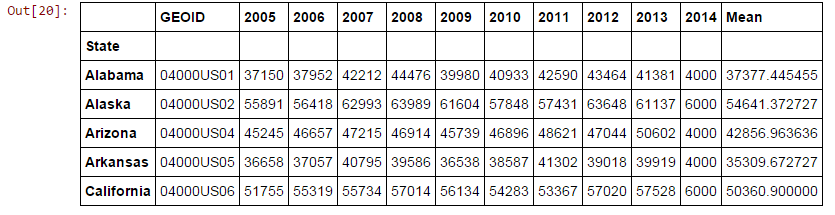 Out[20]:
GEOID 2005 2006 2007 2008 2009 2010 2011 2012 2013 2014 Mean
State
Alabama 04000US01 37150 37952 42212 44476 39980 40933 42590 43464 41381 4000 37377.445455
Alaska 04000US02 55891 56418 62993 63989 61604 57848 57431 63648 61137 6000 54641.372727
Arizona 04000US04 45245 46657 47215 46914 45739 46896 48621 47044 50602 4000 42856.963636
Arkansas 04000US05 36658 37057 40795 39586 36538 38587 41302 39018 39919 4000 35309.672727
California 04000US06 51755 55319 55734 57014 56134 54283 53367 57020 57528 6000 50360.900000